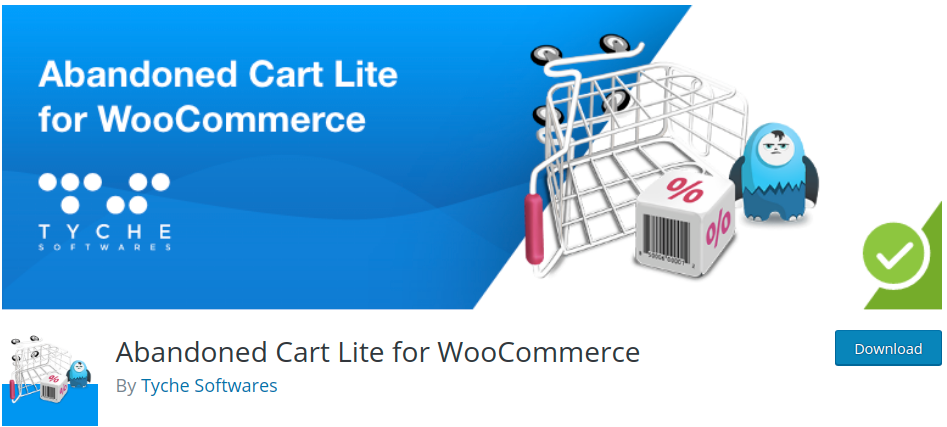 Abandoned Cart Lite
for WooCommerce
TYCHE
SOFTWARES
%
%
Abandoned Cart Lite for WooCommerce
By Tyche Softwares
Download